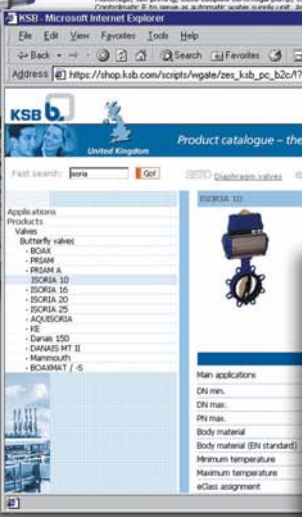 Controlmatic E to serve as automatic water supply unit.
KSB - Microsoft Internet Explorer
File Edit View Favorites Tools Help
Back Search Favorites
Address https://shop.ksb.com/scripts/wgate/zes_ksb_pc_b2c/!?
KSB b.
United Kingdom
Product catalogue – the
Fast search: isoria Go! Diaphragm valves
ISORIA 10
Applications
Products
Valves
Butterfly valves
- BOAX
- PRIAM
- PRIAM A
ISORIA 10
- ISORIA 16
- ISORIA 20
- ISORIA 25
- AQUISORIA
- KE
- Danais 150
- DANAIS MT II
- Mammouth
- BOAXMAT / -S
Main applications
DN min.
DN max.
PN max.
Body material
Body material (EN standard)
Minimum temperature
Maximum temperature
eClass assignment